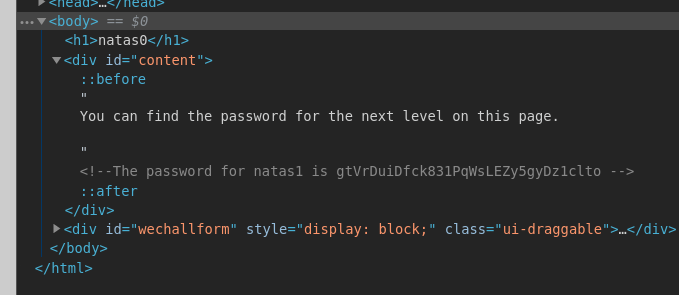 <head>…</head>
<body> == $0
<h1>natas0</h1>
<div id="content">
::before
"
You can find the password for the next level on this page.
"
<!--The password for natas1 is gtVrDuiDfck831PqWsLEZy5gyDz1clto -->
::after
</div>
<div id="wechallform" style="display: block;" class="ui-draggable">…</div>
</body>
</html>